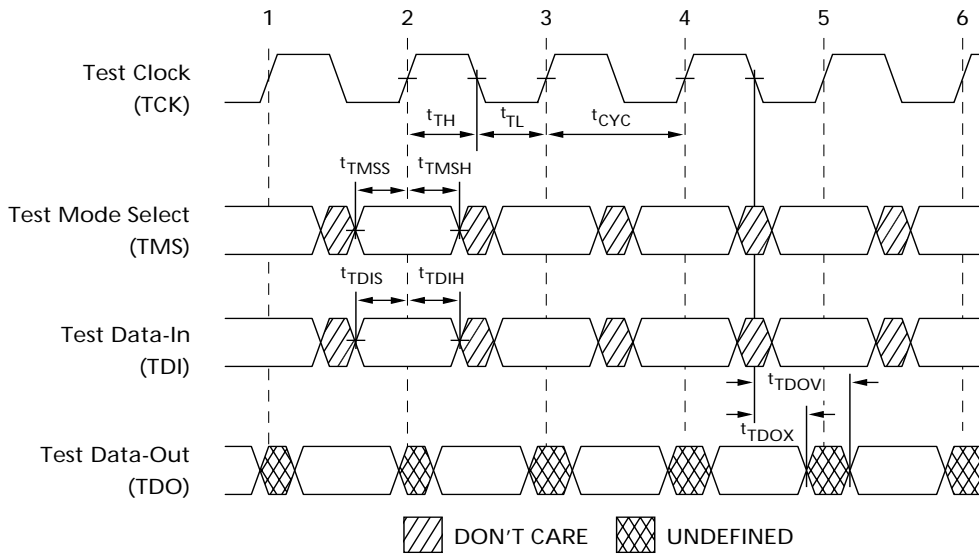 1 2 3 4 5 6
Test Clock
(TCK)
tTH tTL tCYC
tTMSS tTMSH
Test Mode Select
(TMS)
tTDIS tTDIH
Test Data-In
(TDI)
tTDOV
tTDOX
Test Data-Out
(TDO)
DON'T CARE UNDEFINED